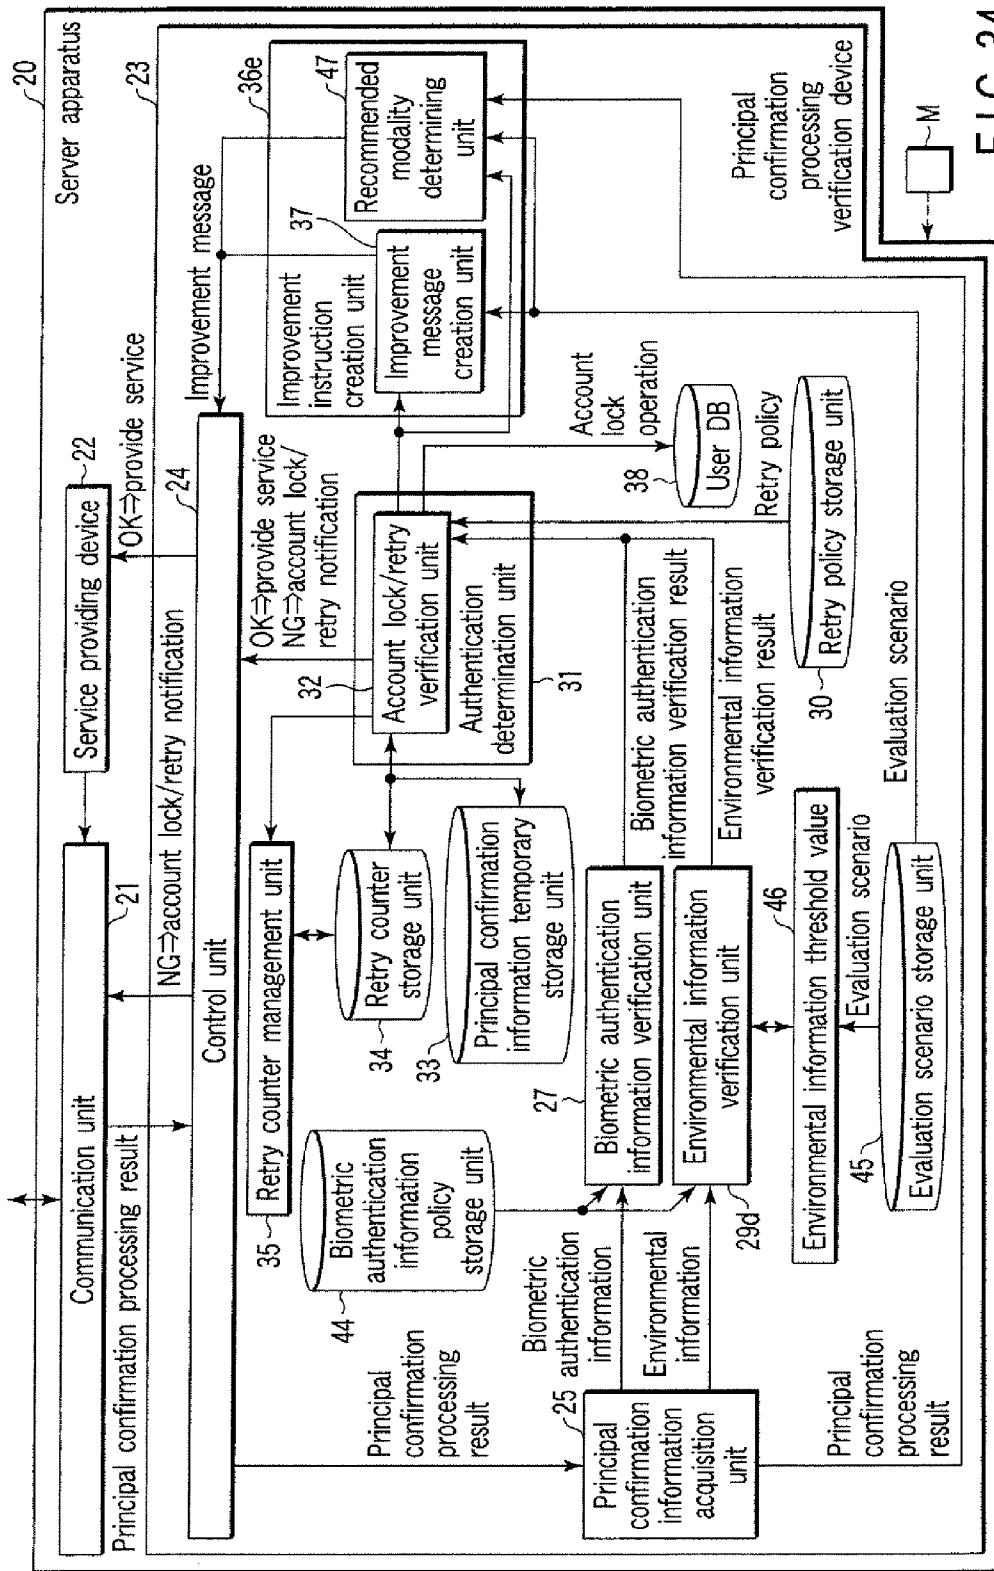 20
Server apparatus
21
Communication unit
22
Service providing device
23
OK⇒provide service
Principal confirmation processing result
NG⇒account lock/retry notification
24
Control unit
Improvement message
36e
47
Recommended
modality
determining
unit
37
Improvement
instruction
creation unit
Improvement
message
creation unit
OK⇒provide service
NG⇒account lock/
retry notification
35
Retry counter management unit
32
Account lock/retry
verification unit
Authentication
determination unit
31
Account
lock
operation
38
User DB
34
Retry counter
storage unit
33
Principal confirmation
information temporary
storage unit
44
Biometric
authentication
information
policy
storage unit
Principal
confirmation
processing
result
25
Principal
confirmation
information
acquisition
unit
Biometric
authentication
information
Environmental
information
27
Biometric authentication
information verification unit
Environmental information
verification unit
29d
Biometric authentication
information verification result
Environmental information
verification result
Retry policy
30
Retry policy storage unit
46
Environmental information threshold value
Evaluation scenario
45
Evaluation scenario storage unit
Evaluation scenario
Principal
confirmation
processing
result
Principal
confirmation
processing
verification device
M
FIG. 34